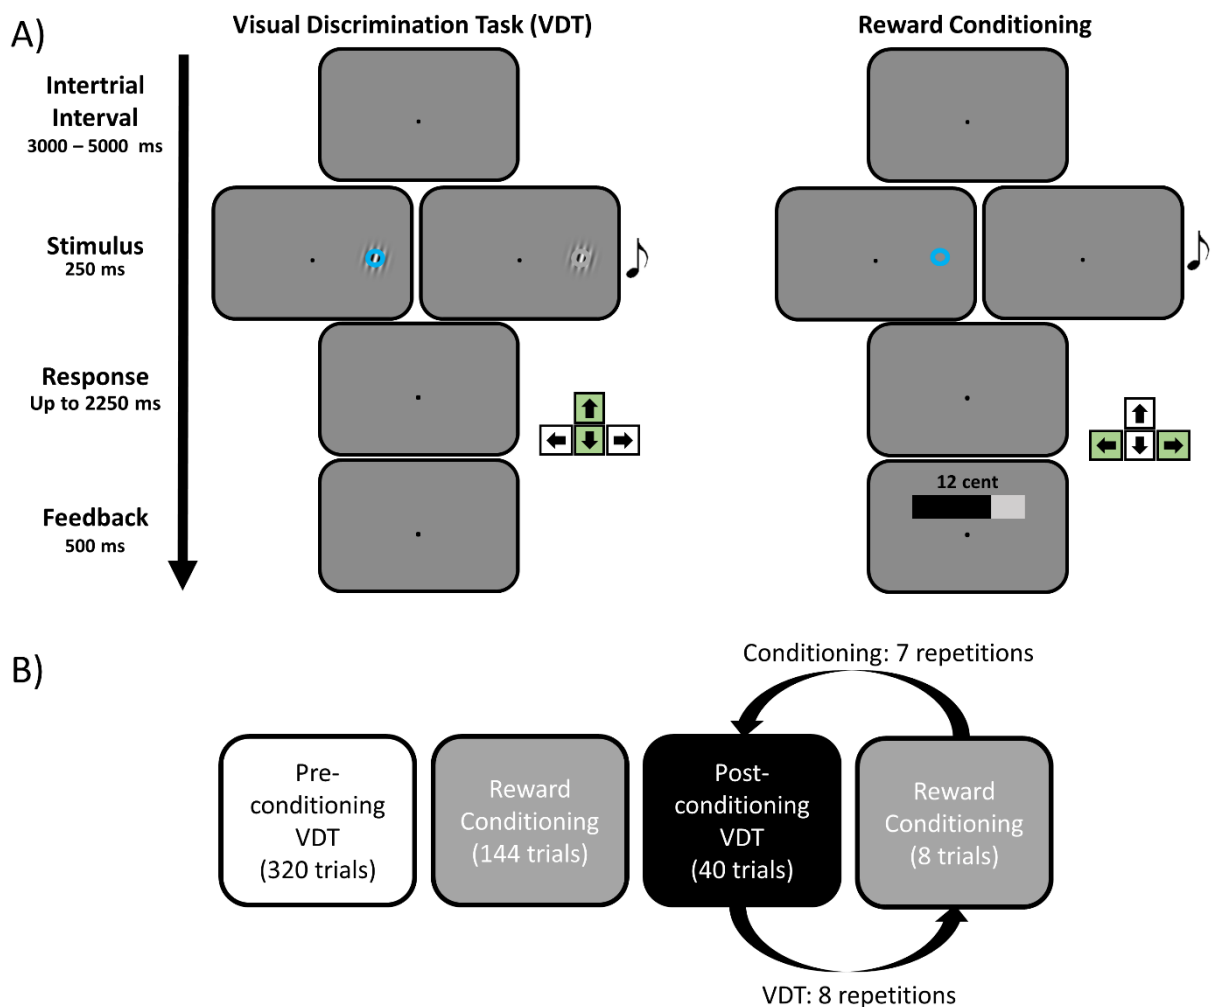 A)
Visual Discrimination Task (VDT)
Reward Conditioning
Intertrial
Interval
3000 – 5000 ms
Stimulus
250 ms
Response
Up to 2250 ms
Feedback
500 ms
12 cent
B)
Conditioning: 7 repetitions
Pre-
conditioning
VDT
(320 trials)
Reward
Conditioning
(144 trials)
Post-
conditioning
VDT
(40 trials)
Reward
Conditioning
(8 trials)
VDT: 8 repetitions